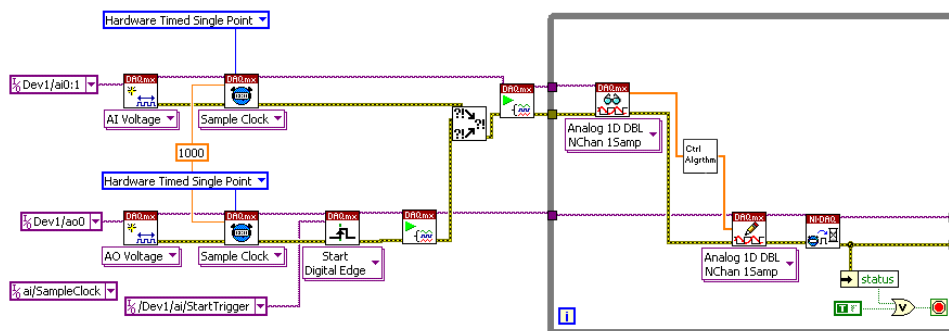 Hardware Timed Single Point
DAQmx
DAQmx
DAQmx
DAQmx
Dev1/ai0:1
AI Voltage
Sample Clock
?!
?!
?!
Analog 1D DBL
NChan 1Samp
Ctrl
Algrthm
1000
Hardware Timed Single Point
DAQmx
DAQmx
DAQmx
DAQmx
DAQmx
NI-DAQ
Dev1/ao0
AO Voltage
Sample Clock
Start
Digital Edge
Analog 1D DBL
NChan 1Samp
status
ai/SampleClock
/Dev1/ai/StartTrigger
T F
V
i